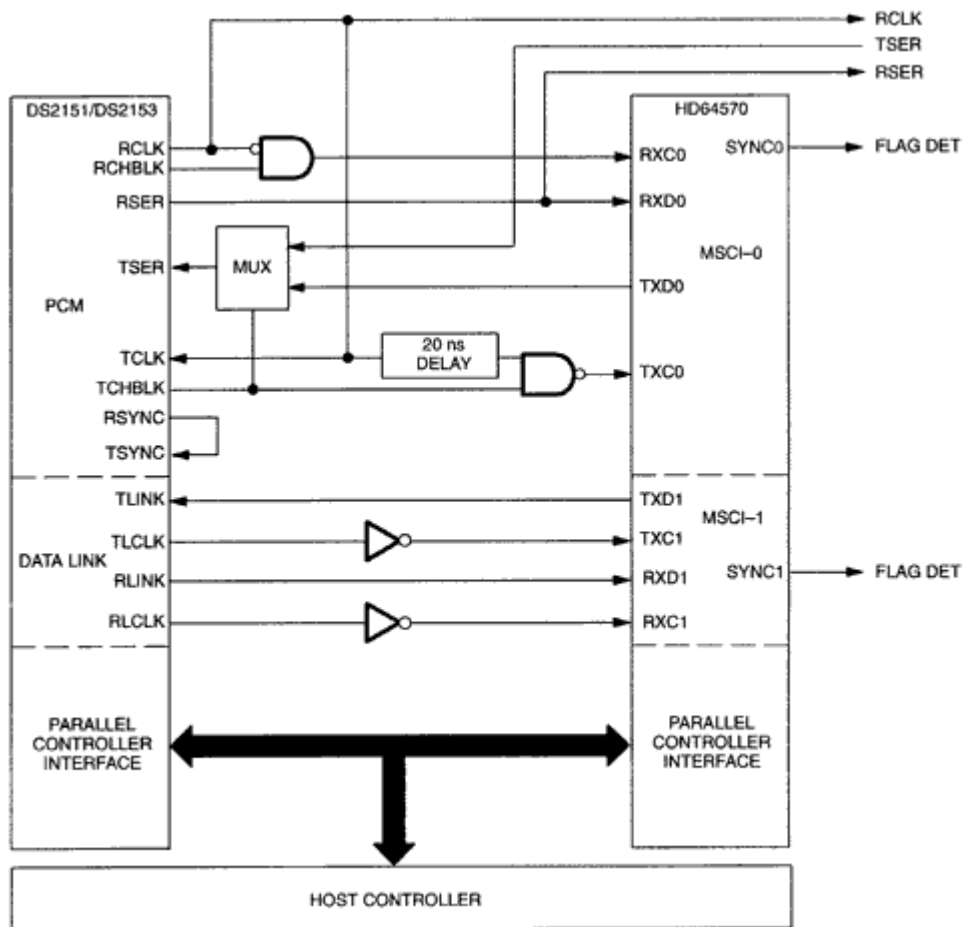 RCLK
TSER
RSER
DS2151/DS2153
RCLK
RCHBLK
RSER
TSER
PCM
TCLK
TCHBLK
RSYNC
TSYNC
TLINK
TLCLK
DATA LINK
RLINK
RLCLK
PARALLEL
CONTROLLER
INTERFACE
MUX
20 ns
DELAY
HD64570
SYNC0
FLAG DET
RXC0
RXD0
MSCI–0
TXD0
TXC0
TXD1
MSCI–1
TXC1
RXD1
SYNC1
FLAG DET
RXC1
PARALLEL
CONTROLLER
INTERFACE
HOST CONTROLLER